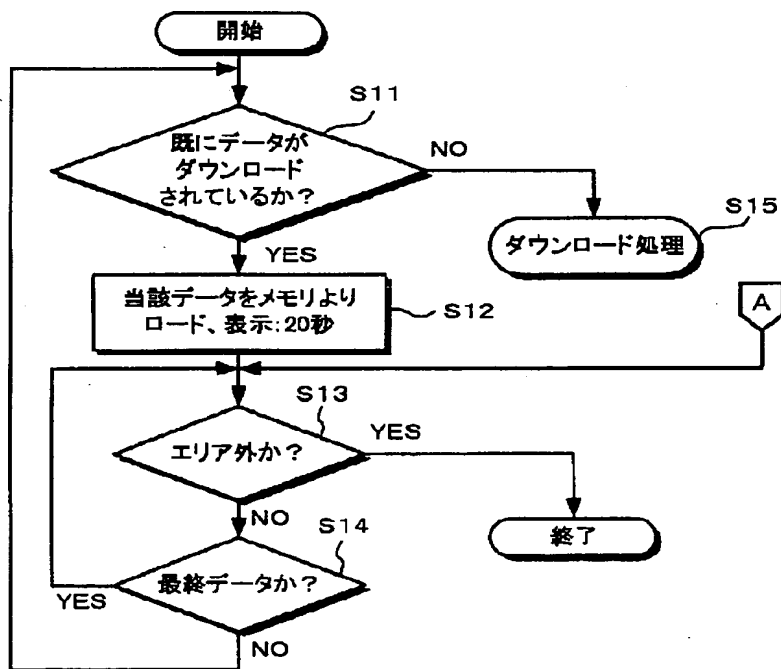 開始
S11
既にデータが
ダウンロード
されているか?
NO
YES
S15
ダウンロード処理
当該データをメモリより
ロード、表示:20秒
S12
A
S13
エリア外か?
YES
NO
S14
終了
最終データか?
YES
NO